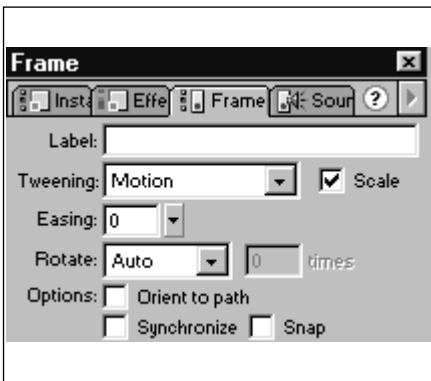 Frame
Insta Effe Frame Sour ?
Label:
Tweening: Motion Scale
Easing: 0
Rotate: Auto 0 times
Options: Orient to path
Synchronize Snap